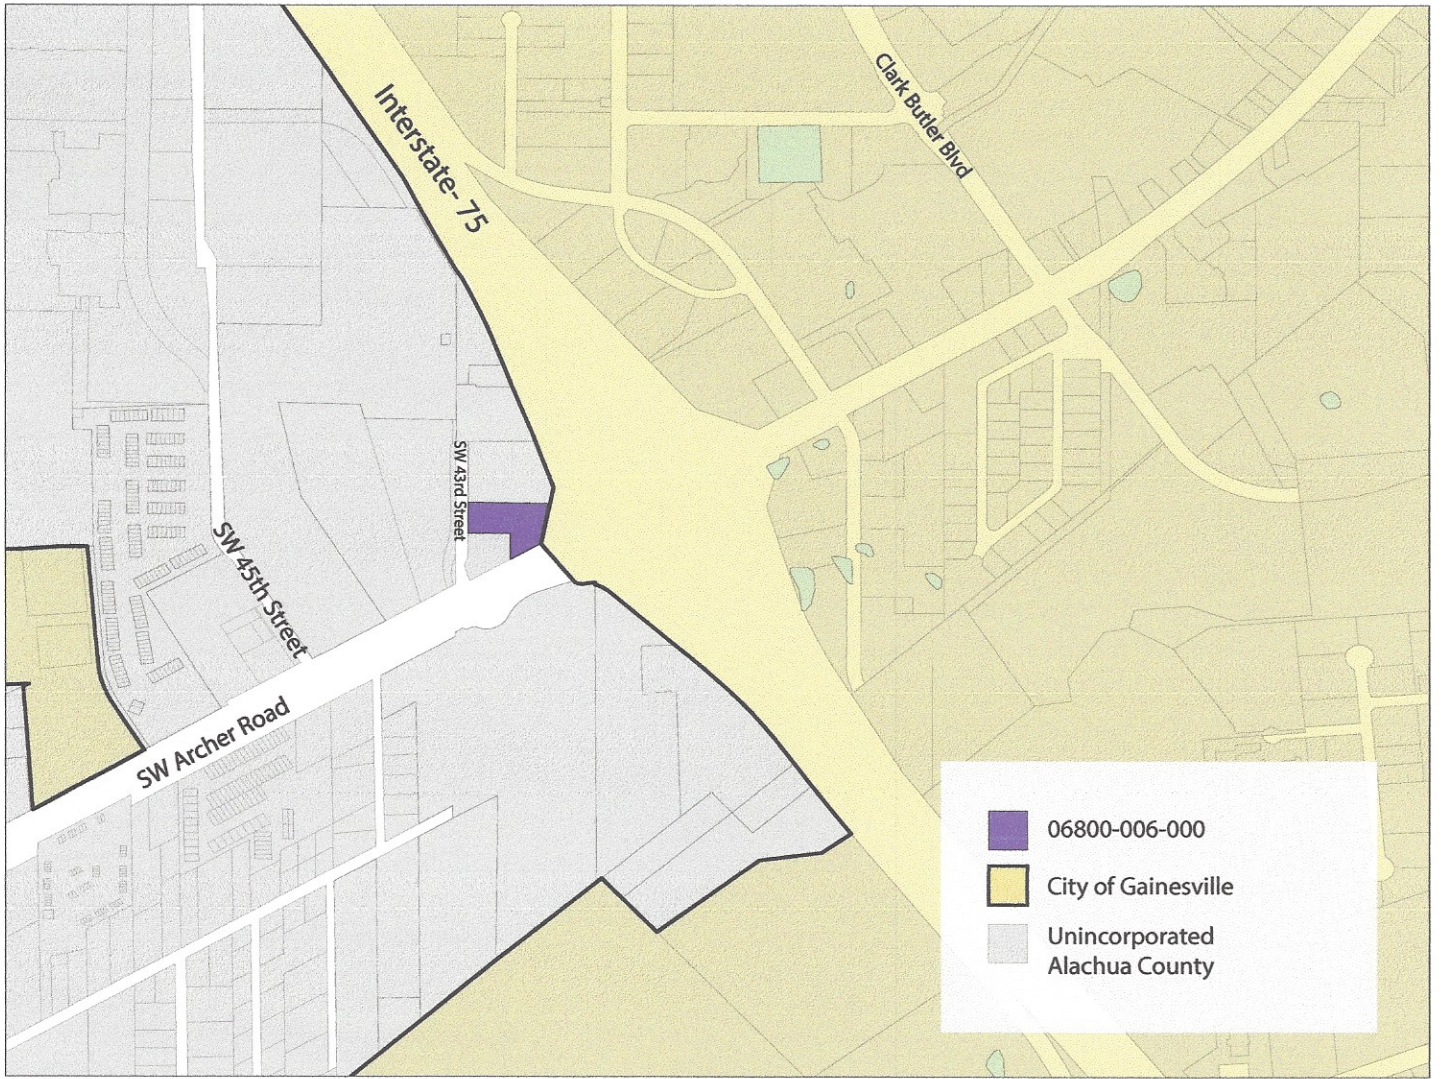 Clark Butler Blvd
Interstate- 75
SW 43rd Street
SW 45th Street
SW Archer Road
06800-006-000
City of Gainesville
Unincorporated
Alachua County